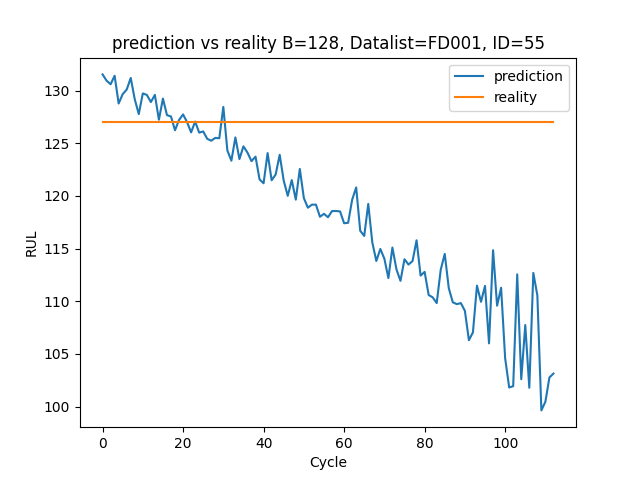 prediction vs reality B=128, Datalist=FD001, ID=55
prediction
reality
RUL
130
125
120
115
110
105
100
0 20 40 60 80 100
Cycle